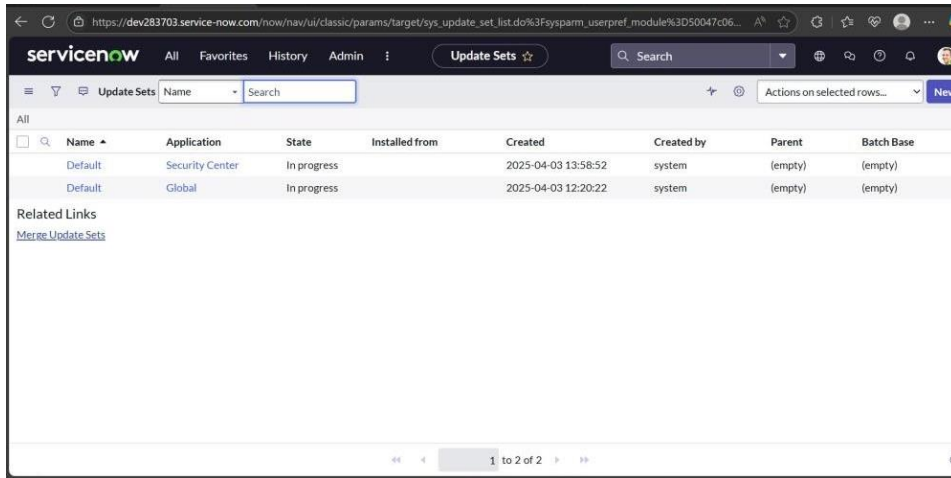 https://dev283703.service-now.com/now/nav/ui/classic/params/target/sys_update_set_list.do%3Fsysparm_userpref_module%3D50047c06...
servicenow All Favorites History Admin Update Sets Search
Update Sets Name Search Actions on selected rows... New
All
Name Application State Installed from Created Created by Parent Batch Base
Default Security Center In progress 2025-04-03 13:58:52 system (empty) (empty)
Default Global In progress 2025-04-03 12:20:22 system (empty) (empty)
Related Links
Merge Update Sets
1 to 2 of 2